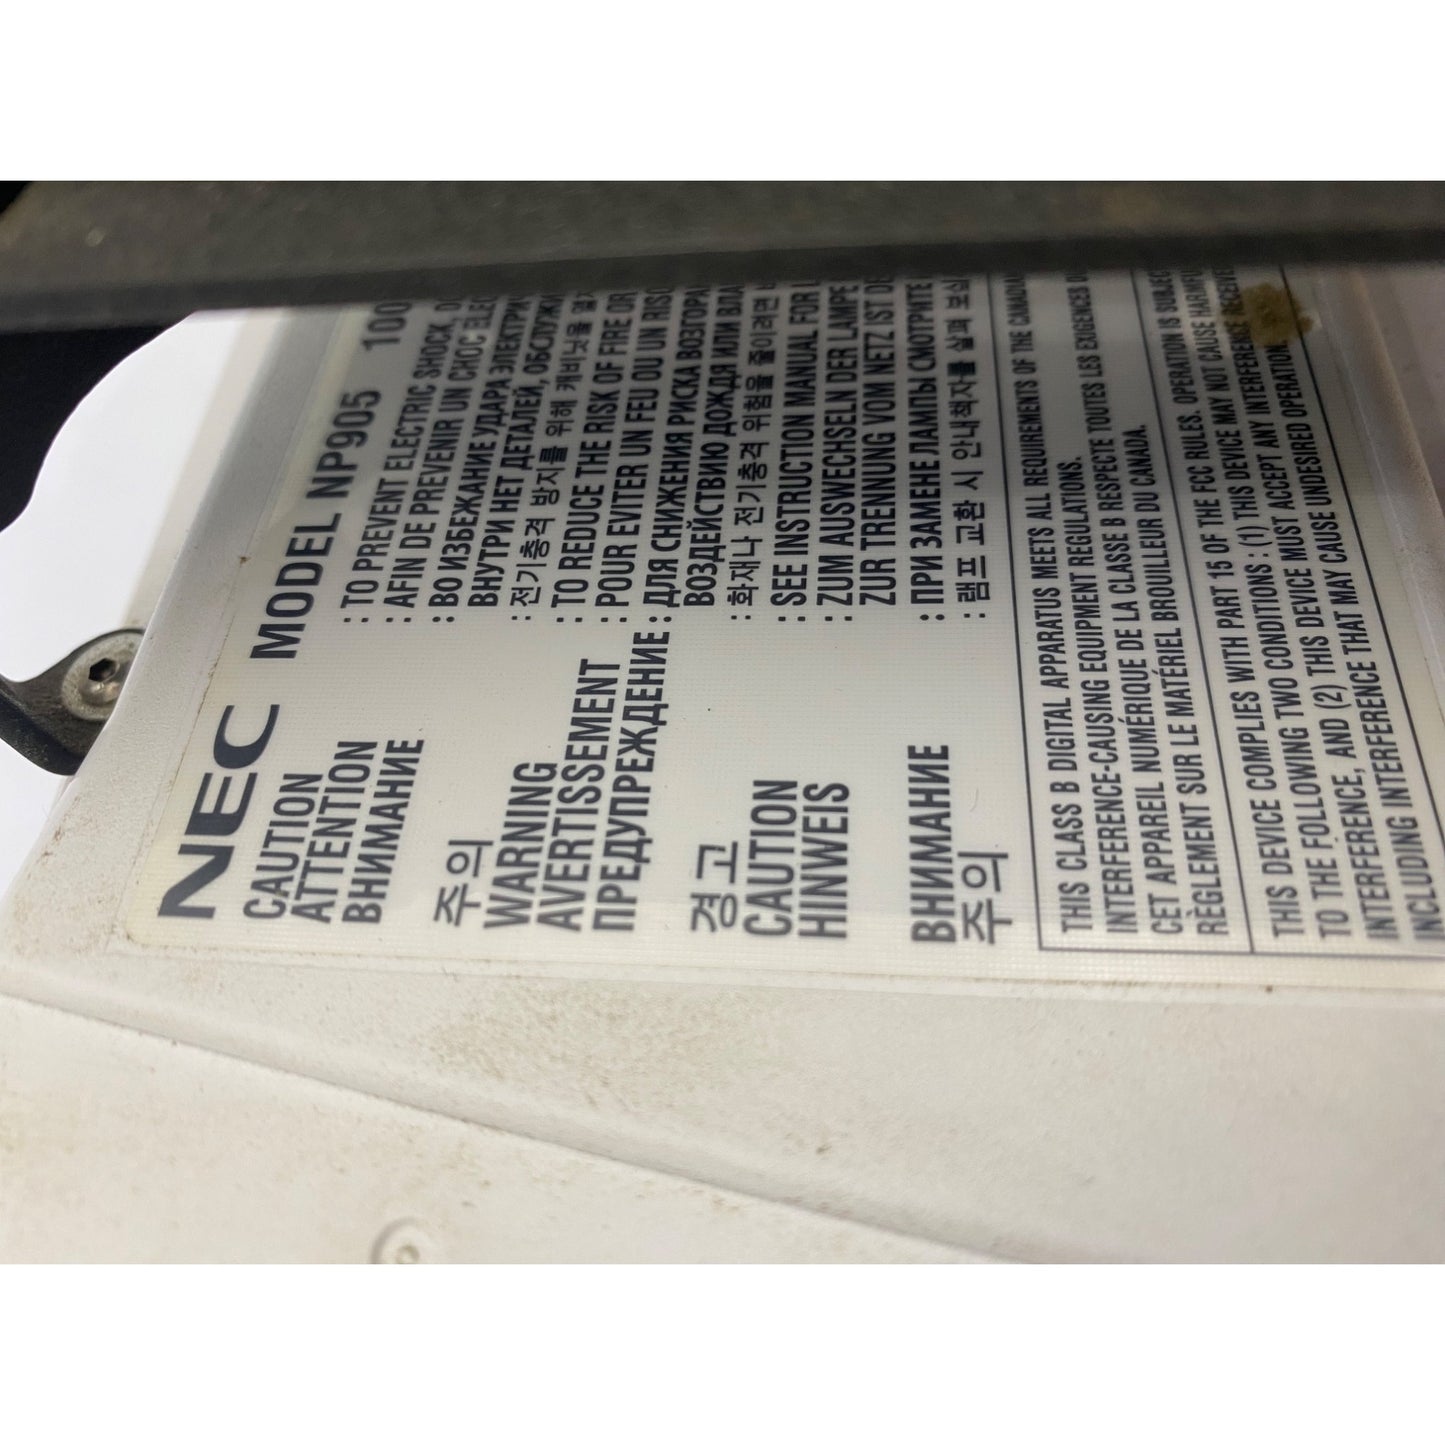 NEC MODEL NP905 100
CAUTION : TO PREVENT ELECTRIC SHOCK,
ATTENTION : AFIN DE PREVENIR UN CHOC
ВНИМАНИЕ : ВО ИЗБЕЖАНИЕ УДАРА
ВНУТРИ НЕТ ДЕТАЛЕЙ,
주의 : 전기충격 방지를 위해 캐비닛을
WARNING : TO REDUCE THE RISK OF FIRE OR
AVERTISSEMENT : POUR EVITER UN FEU OU UN
ПРЕДУПРЕЖДЕНИЕ : ДЛЯ СНИЖЕНИЯ РИСКА
ВОЗДЕЙСТВИЮ ДОЖДЯ ИЛИ
경고 : 화재나 전기충격 위험을 줄이려면
CAUTION : SEE INSTRUCTION MANUAL FOR
HINWEIS : ZUM AUSWECHSELN DER LAMPE
ZUR TRENNUNG VOM NETZ IST
ВНИМАНИЕ : ПРИ ЗАМЕНЕ ЛАМПЫ СМОТРИТЕ
주의 : 램프 교환 시 안내책자를 살펴
THIS CLASS B DIGITAL APPARATUS MEETS ALL REQUIREMENTS OF THE
INTERFERENCE-CAUSING EQUIPMENT REGULATIONS.
CET APPAREIL NUMÉRIQUE DE LA CLASSE B RESPECTE TOUTES LES EXIGENCES
RÈGLEMENT SUR LE MATÉRIEL BROUILLEUR DU CANADA.
THIS DEVICE COMPLIES WITH PART 15 OF THE FCC RULES. OPERATION IS
TO THE FOLLOWING TWO CONDITIONS : (1) THIS DEVICE MAY NOT CAUSE
INTERFERENCE, AND (2) THIS DEVICE MUST ACCEPT ANY INTERFERENCE
INCLUDING INTERFERENCE THAT MAY CAUSE UNDESIRED OPERATION.